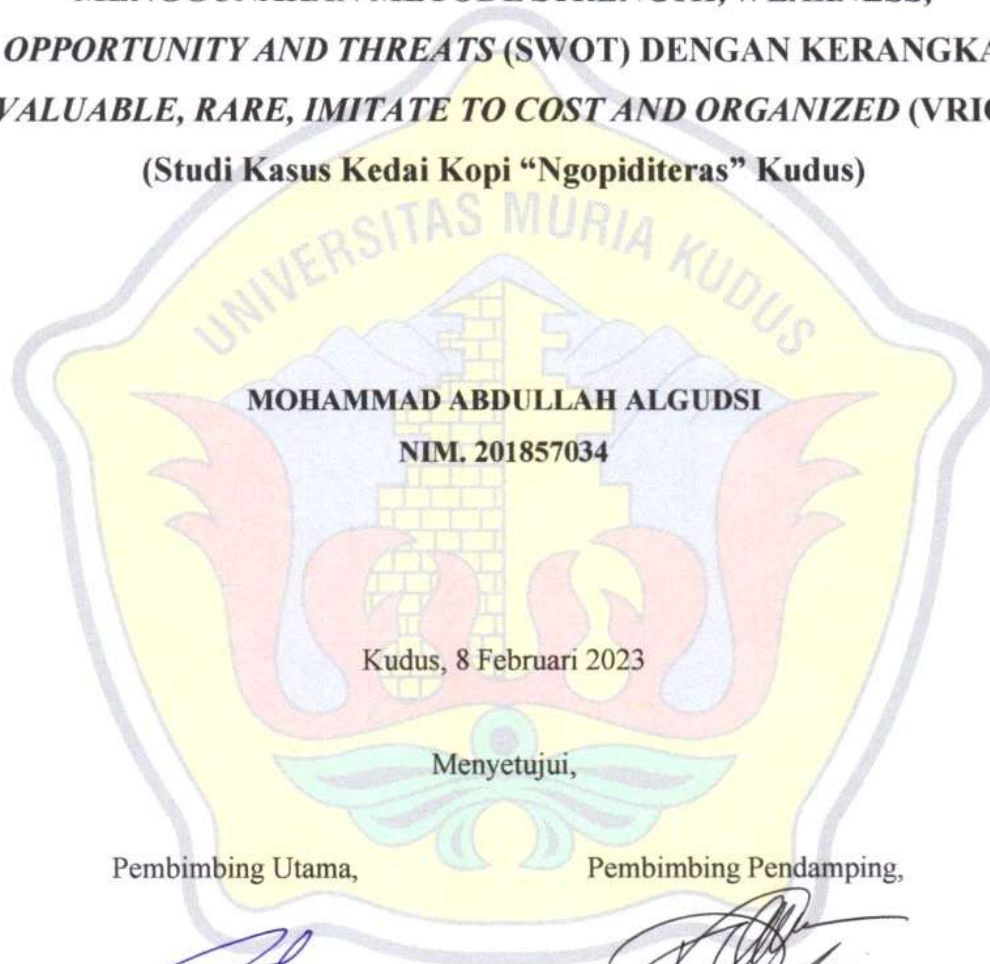 OPPORTUNITY AND THREATS (SWOT) DENGAN KERANGKA
VALUABLE, RARE, IMITATE TO COST AND ORGANIZED (VRIO
(Studi Kasus Kedai Kopi “Ngopiditeras” Kudus)
UNIVERSITAS MURIA KUDUS
MOHAMMAD ABDULLAH ALGUDSI
NIM. 201857034
Kudus, 8 Februari 2023
Menyetujui,
Pembimbing Utama,
Pembimbing Pendamping,